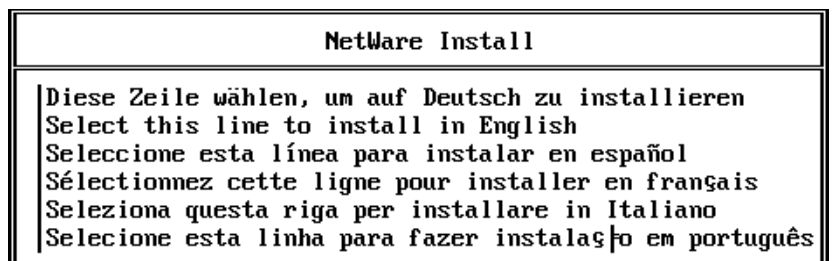 NetWare Install
Diese Zeile wählen, um auf Deutsch zu installieren
Select this line to install in English
Seleccione esta línea para instalar en español
Sélectionnez cette ligne pour installer en français
Seleziona questa riga per installare in Italiano
Selecione esta linha para fazer instalaç╞o em português